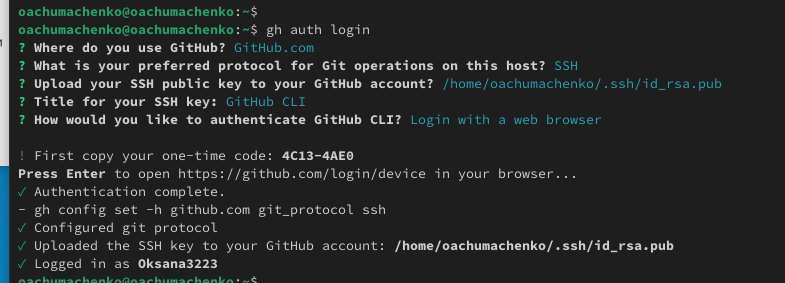 oachumachenko@oachumachenko:~$
oachumachenko@oachumachenko:~$ gh auth login
? Where do you use GitHub? GitHub.com
? What is your preferred protocol for Git operations on this host? SSH
? Upload your SSH public key to your GitHub account? /home/oachumachenko/.ssh/id_rsa.pub
? Title for your SSH key: GitHub CLI
? How would you like to authenticate GitHub CLI? Login with a web browser
! First copy your one-time code: 4C13-4AE0
Press Enter to open https://github.com/login/device in your browser...
✓ Authentication complete.
- gh config set -h github.com git_protocol ssh
✓ Configured git protocol
✓ Uploaded the SSH key to your GitHub account: /home/oachumachenko/.ssh/id_rsa.pub
✓ Logged in as Oksana3223
oachumachenko@oachumachenko:~$